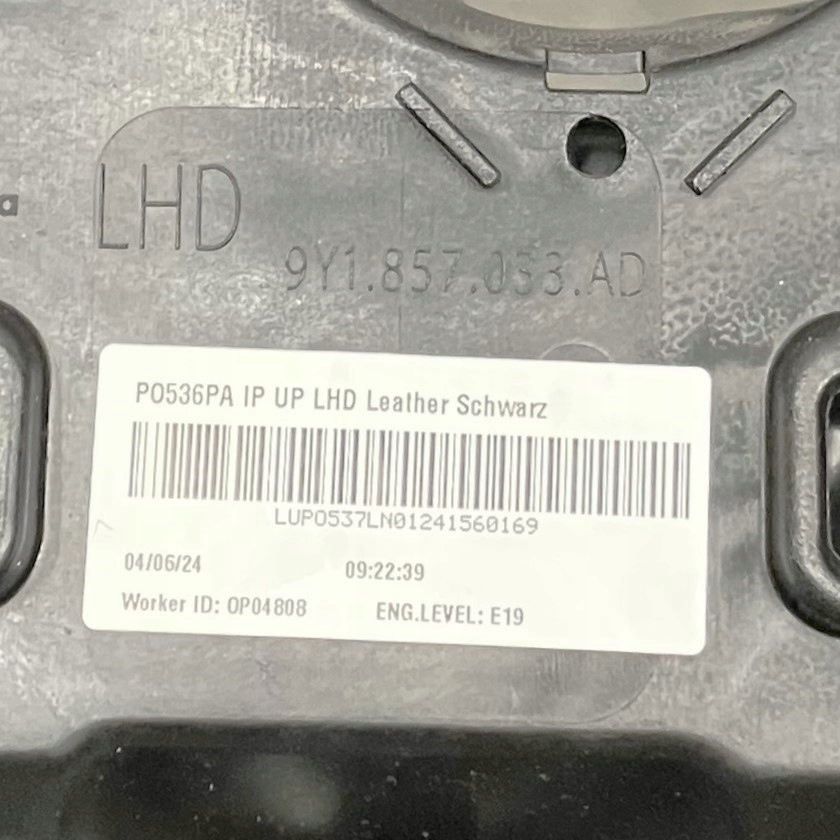 a
LHD
9Y1.857.033.AD
PO536PA IP UP LHD Leather Schwarz
LUPO537LN01241560169
04/06/24 09:22:39
Worker ID: OP04808 ENG.LEVEL: E19